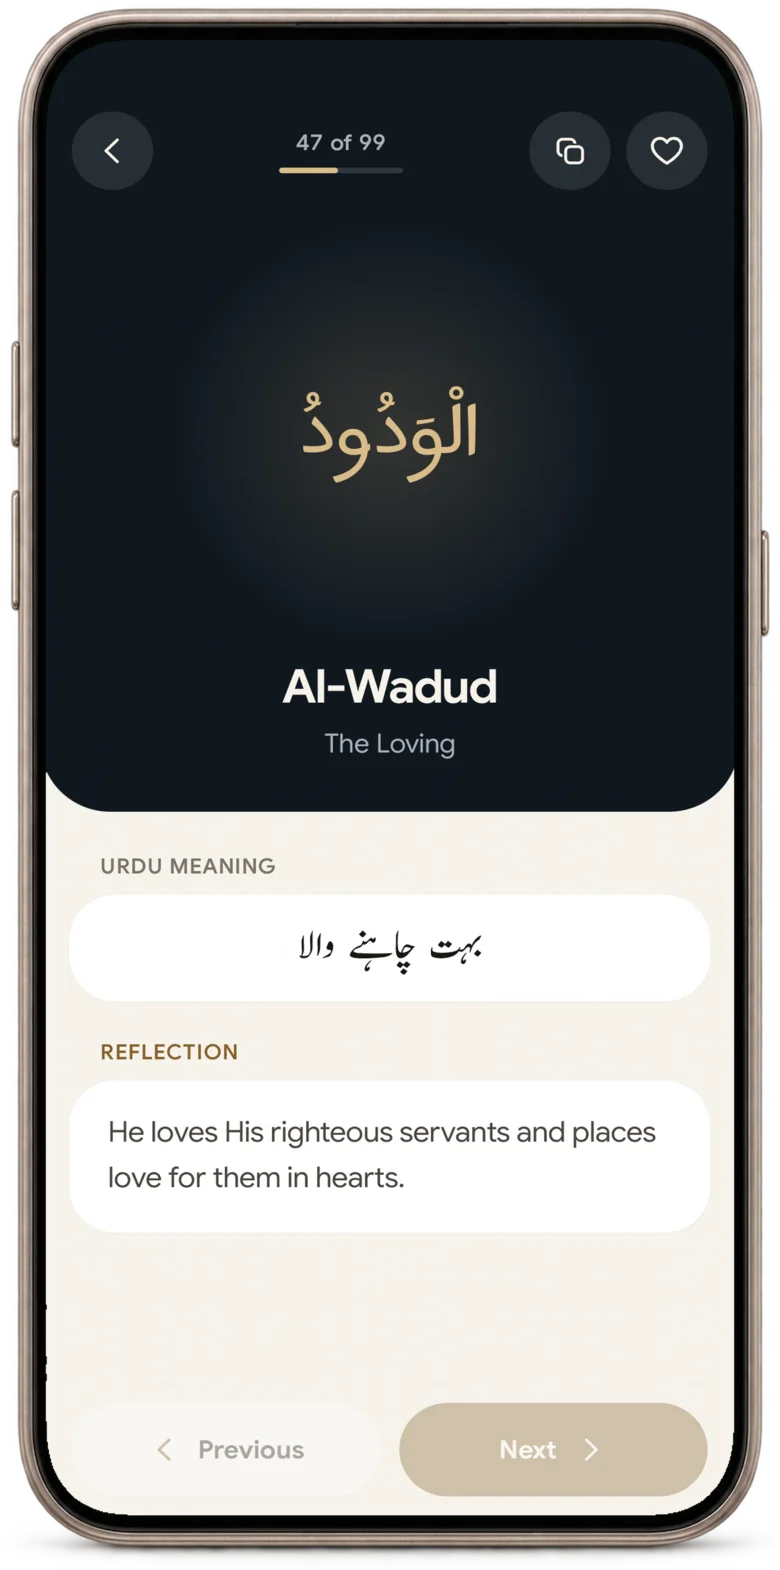 47 of 99
الْوَدُودُ
Al-Wadud
The Loving
URDU MEANING
بہت چاہنے والا
REFLECTION
He loves His righteous servants and places
love for them in hearts.
Previous
Next